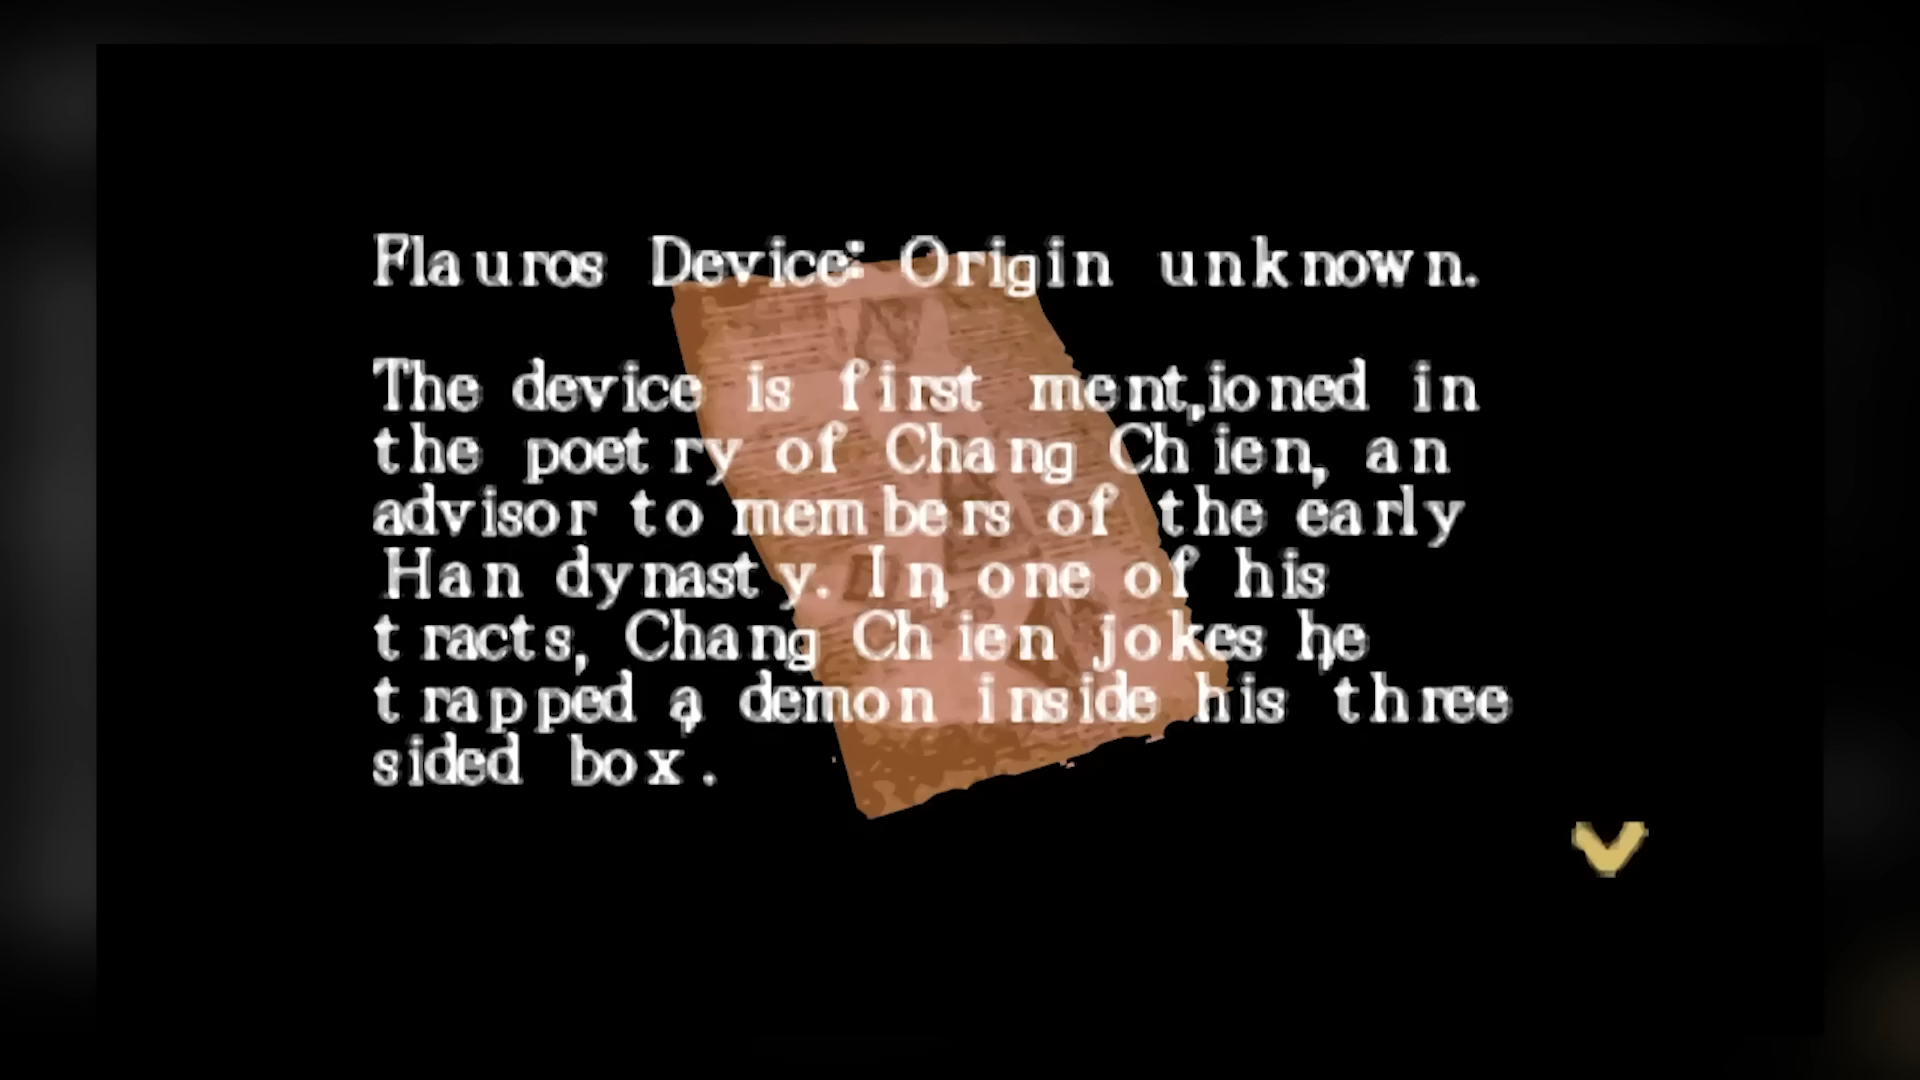 Flauros Device: Origin unknown.
The device is first mentioned in
the poetry of Chang Chien, an
advisor to members of the early
Han dynasty. In one of his
tracts, Chang Chien jokes he
trapped a demon inside his three
sided box.